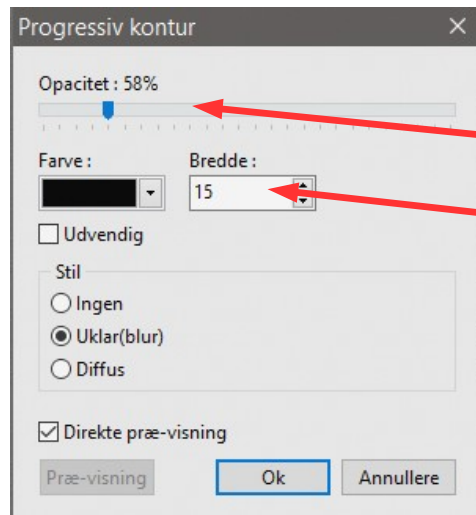 Progressiv kontur
Opacitet : 58%
Farve : Bredde :
15
Udvendig
Stil
Ingen
Uklar(blur)
Diffus
Direkte præ-visning
Præ-visning Ok Annullere